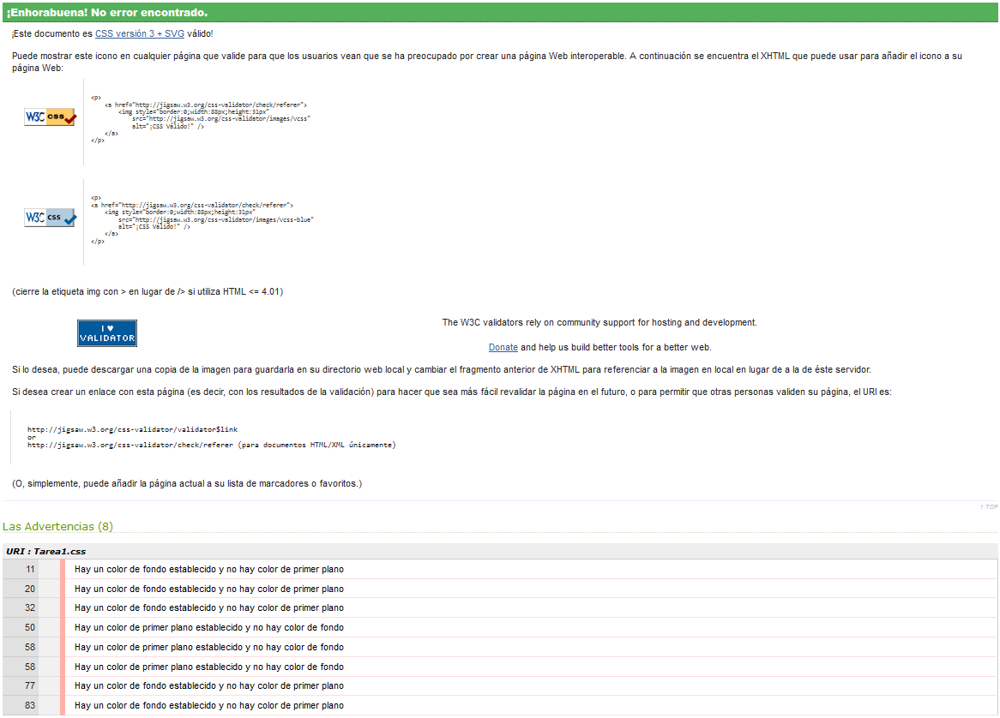 ¡Enhorabuena! No error encontrado.
¡Este documento es CSS versión 3 + SVG válido!
Puede mostrar este icono en cualquier página que valide para que los usuarios vean que se ha preocupado por crear una página Web interoperable. A continuación se encuentra el XHTML que puede usar para añadir el icono a su
página Web:
W3C css
<p>
<a href="http://jigsaw.w3.org/css-validator/check/referer">
<img style="border:0;width:88px;height:31px"
src="http://jigsaw.w3.org/css-validator/images/vcss"
alt="¡CSS Válido!" />
</a>
</p>
W3C css
<p>
<a href="http://jigsaw.w3.org/css-validator/check/referer">
<img style="border:0;width:88px;height:31px"
src="http://jigsaw.w3.org/css-validator/images/vcss-blue"
alt="¡CSS Válido!" />
</a>
</p>
(cierre la etiqueta img con > en lugar de /> si utiliza HTML <= 4.01)
I ♥
VALIDATOR
The W3C validators rely on community support for hosting and development.
Donate and help us build better tools for a better web.
Si lo desea, puede descargar una copia de la imagen para guardarla en su directorio web local y cambiar el fragmento anterior de XHTML para referenciar a la imagen en local en lugar de a la de éste servidor.
Si desea crear un enlace con esta página (es decir, con los resultados de la validación) para hacer que sea más fácil revalidar la página en el futuro, o para permitir que otras personas validen su página, el URI es:
http://jigsaw.w3.org/css-validator/validator$link
or
http://jigsaw.w3.org/css-validator/check/referer (para documentos HTML/XML únicamente)
(O, simplemente, puede añadir la página actual a su lista de marcadores o favoritos.)
↑ TOP
Las Advertencias (8)
URI : Tarea1.css
11 Hay un color de fondo establecido y no hay color de primer plano
20 Hay un color de fondo establecido y no hay color de primer plano
32 Hay un color de fondo establecido y no hay color de primer plano
50 Hay un color de primer plano establecido y no hay color de fondo
58 Hay un color de fondo establecido y no hay color de primer plano
58 Hay un color de primer plano establecido y no hay color de fondo
77 Hay un color de fondo establecido y no hay color de primer plano
83 Hay un color de fondo establecido y no hay color de primer plano